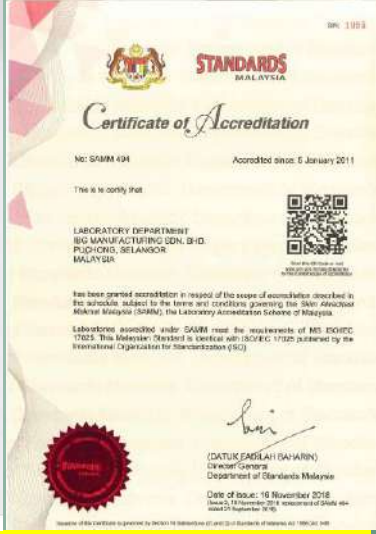 1993
STANDARDS
MALAYSIA
Certificate of Accreditation
No: SAMM 494
Accredited since: 5 January 2011
This is to certify that
LABORATORY DEPARTMENT
IBG MANUFACTURING SDN. BHD.
PUCHONG, SELANGOR
MALAYSIA
has been granted accreditation in respect of the scope of accreditation described in
the schedule, subject to the terms and conditions governing the Skim Akreditasi
Makmal Malaysia (SAMM), the Laboratory Accreditation Scheme of Malaysia.
Laboratories accredited under SAMM meet the requirements of MS ISO/IEC
17025. This Malaysian Standard is identical with ISO/IEC 17025 published by the
International Organization for Standardization (ISO).
(DATUK FADILAH BAHARIN)
Director General
Department of Standards Malaysia
Date of issue: 16 November 2018